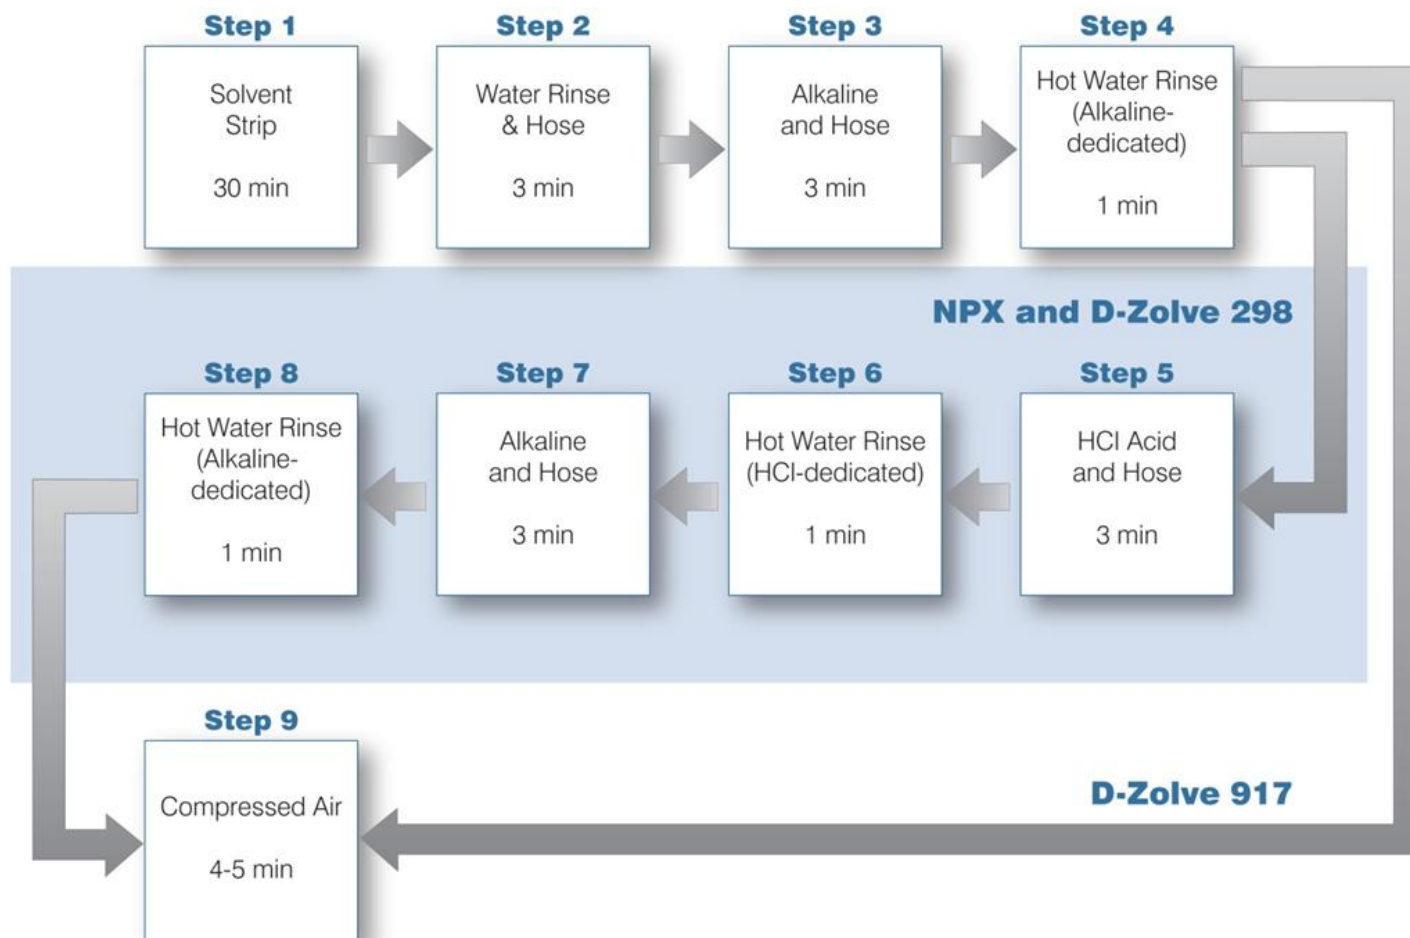 Step 1
Solvent
Strip
30 min
Step 2
Water Rinse
& Hose
3 min
Step 3
Alkaline
and Hose
3 min
Step 4
Hot Water Rinse
(Alkaline-
dedicated)
1 min
NPX and D-Zolve 298
Step 5
HCl Acid
and Hose
3 min
Step 6
Hot Water Rinse
(HCl-dedicated)
1 min
Step 7
Alkaline
and Hose
3 min
Step 8
Hot Water Rinse
(Alkaline-
dedicated)
1 min
Step 9
Compressed Air
4-5 min
D-Zolve 917